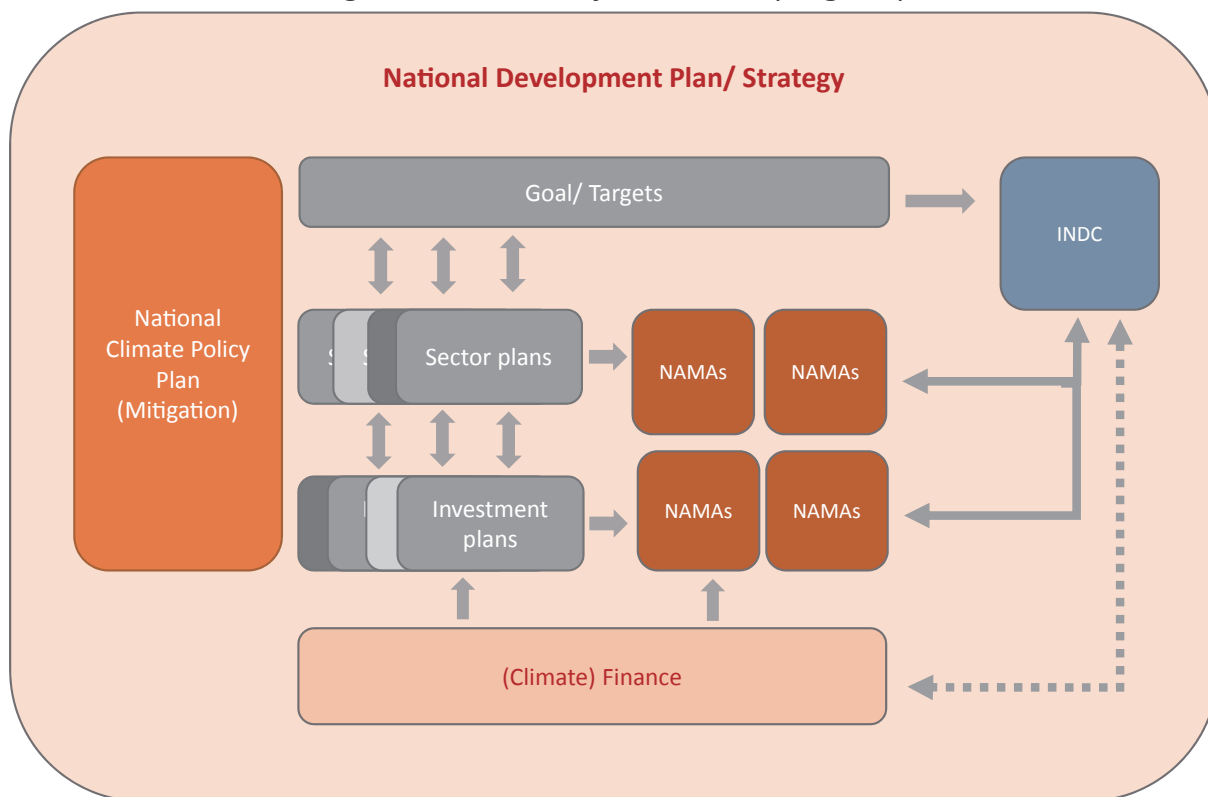 National Development Plan/ Strategy
Goal/ Targets
INDC
National
Climate Policy
Plan
(Mitigation)
S
S
Sector plans
NAMAs
NAMAs
Investment
plans
NAMAs
NAMAs
(Climate) Finance